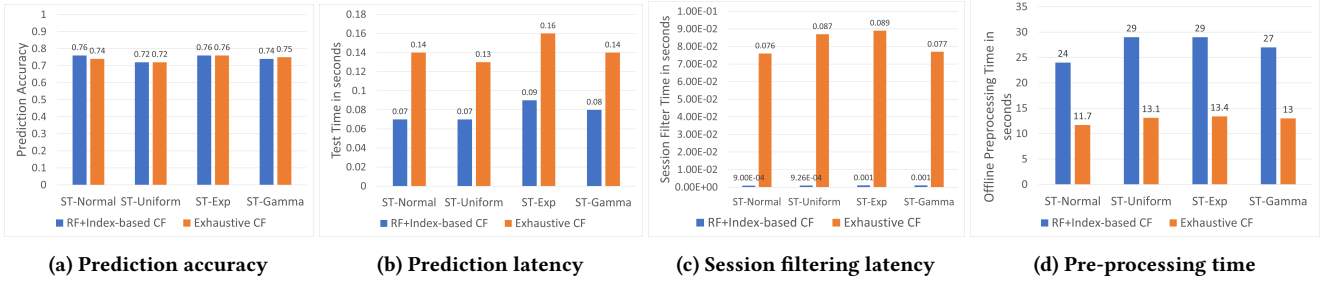 1
0.9
0.8
0.7
0.6
0.5
0.4
0.3
0.2
0.1
0
Prediction Accuracy
0.76 0.74 0.72 0.72 0.76 0.76 0.74 0.75
ST-Normal ST-Uniform ST-Exp ST-Gamma
RF+Index-based CF Exhaustive CF
(a) Prediction accuracy
0.18
0.16
0.14
0.12
0.1
0.08
0.06
0.04
0.02
0
Test Time in seconds
0.07 0.14 0.07 0.13 0.09 0.16 0.08 0.14
ST-Normal ST-Uniform ST-Exp ST-Gamma
RF+Index-based CF Exhaustive CF
(b) Prediction latency
1.00E-01
9.00E-02
8.00E-02
7.00E-02
6.00E-02
5.00E-02
4.00E-02
3.00E-02
2.00E-02
1.00E-02
0.00E+00
Session Filter Time in seconds
9.00E-04 0.076 9.26E-04 0.087 0.001 0.089 0.001 0.077
ST-Normal ST-Uniform ST-Exp ST-Gamma
RF+Index-based CF Exhaustive CF
(c) Session filtering latency
35
30
25
20
15
10
5
0
Offline Preprocessing Time in
seconds
24 11.7 29 13.1 29 13.4 27 13
ST-Normal ST-Uniform ST-Exp ST-Gamma
RF+Index-based CF Exhaustive CF
(d) Pre-processing time